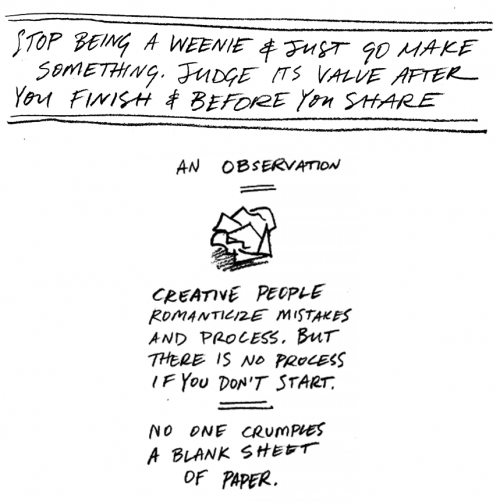 STOP BEING A WEENIE & JUST GO MAKE
SOMETHING. JUDGE ITS VALUE AFTER
YOU FINISH & BEFORE YOU SHARE
AN OBSERVATION
CREATIVE PEOPLE
ROMANTICIZE MISTAKES
AND PROCESS. BUT
THERE IS NO PROCESS
IF YOU DON'T START.
NO ONE CRUMPLES
A BLANK SHEET
OF PAPER.